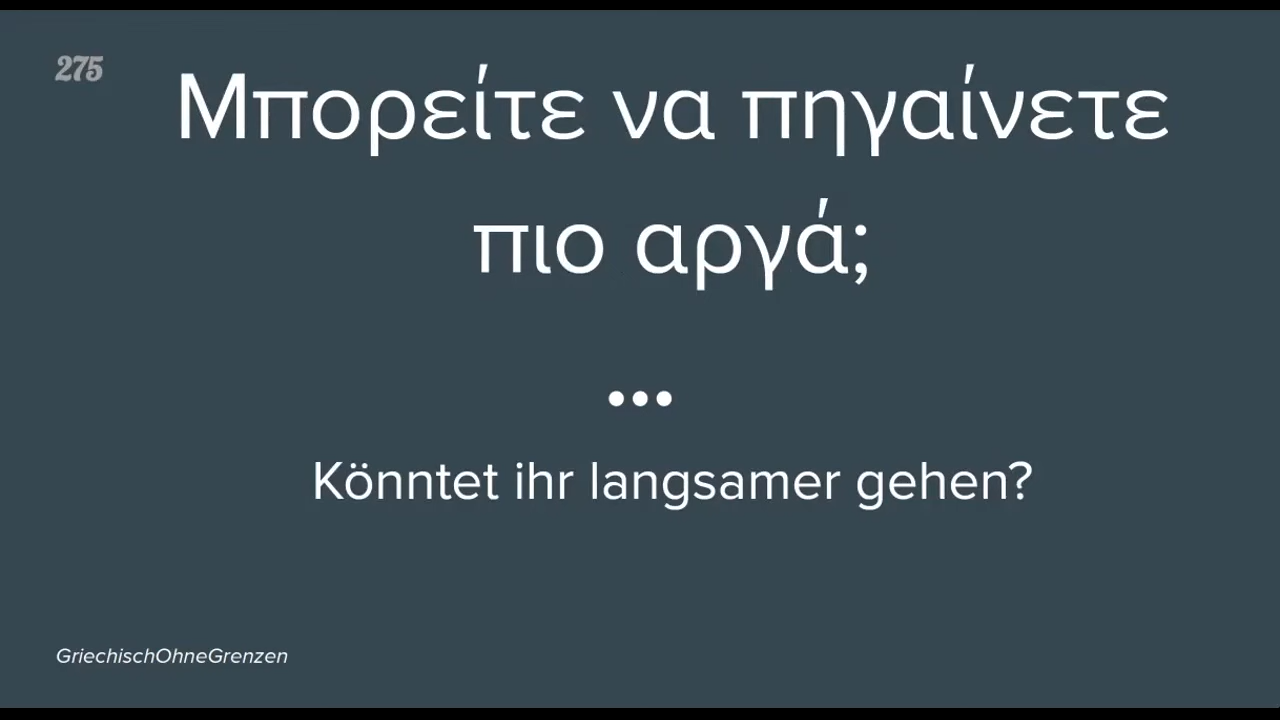 275
Μπορείτε να πηγαίνετε
πιο αργά;
...
Könntet ihr langsamer gehen?
GriechischOhneGrenzen